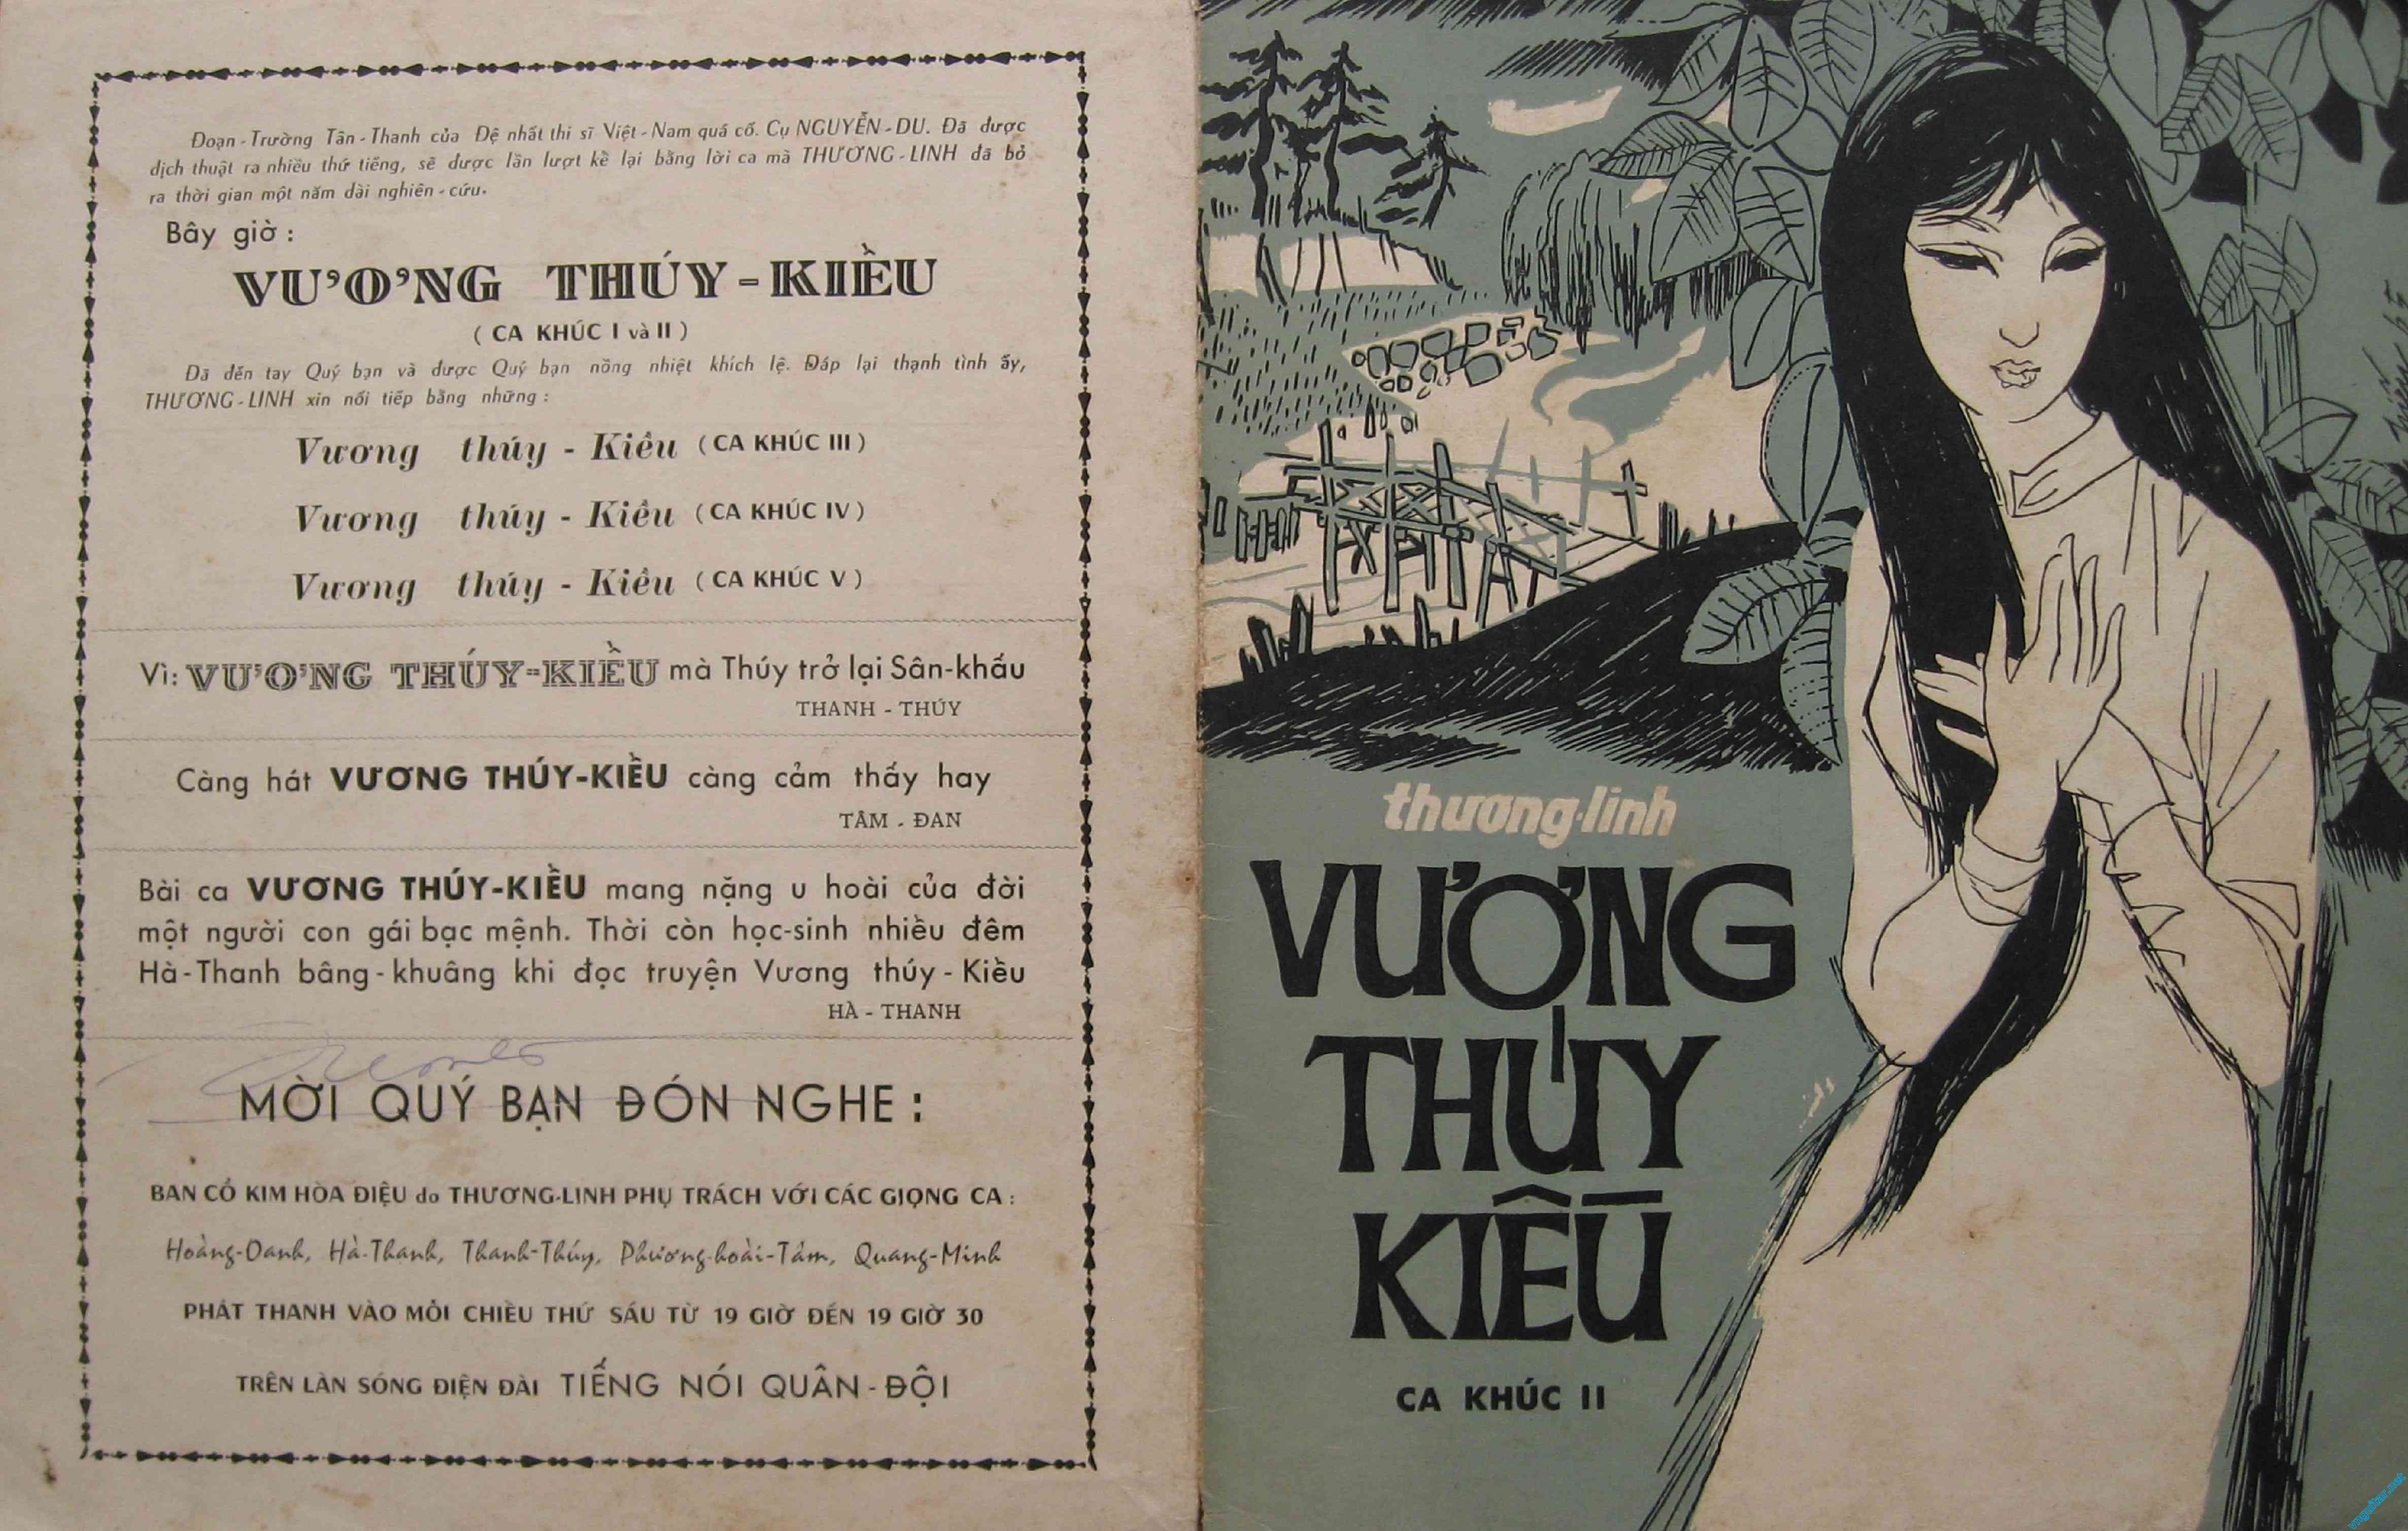 Đoạn-Trường Tân-Thanh của Đệ nhất thi sĩ Việt-Nam quá cố. Cụ NGUYỄN-DU. Đã được
dịch thuật ra nhiều thứ tiếng, sẽ được lần lượt kể lại bằng lời ca mà THƯƠNG-LINH đã bỏ
ra thời gian một năm dài nghiên-cứu.
Bây giờ :
VƯƠNG THÚY-KIỀU
( CA KHÚC I và II )
Đã đến tay Quý bạn và được Quý bạn nồng nhiệt khích lệ. Đáp lại thạnh tình ấy,
THƯƠNG-LINH xin nối tiếp bằng những :
Vương thúy - Kiều ( CA KHÚC III )
Vương thúy - Kiều ( CA KHÚC IV )
Vương thúy - Kiều ( CA KHÚC V )
Vì: VƯƠNG THÚY-KIỀU mà Thúy trở lại Sân-khấu
THANH - THÚY
Càng hát VƯƠNG THÚY-KIỀU càng cảm thấy hay
TÂM - ĐAN
Bài ca VƯƠNG THÚY-KIỀU mang nặng u hoài của đời
một người con gái bạc mệnh. Thời còn học-sinh nhiều đêm
Hà-Thanh bâng-khuâng khi đọc truyện Vương thúy-Kiều
HÀ - THANH
MỜI QUÝ BẠN ĐÓN NGHE :
BAN CỔ KIM HÒA ĐIỆU do THƯƠNG-LINH PHỤ TRÁCH VỚI CÁC GIỌNG CA :
Hoàng-Oanh, Hà-Thanh, Thanh-Thúy, Phương-hoài-Tâm, Quang-Minh
PHÁT THANH VÀO MỖI CHIỀU THỨ SÁU TỪ 19 GIỜ ĐẾN 19 GIỜ 30
TRÊN LÀN SÓNG ĐIỆN ĐÀI TIẾNG NÓI QUÂN-ĐỘI
thương-linh
VƯƠNG
THÚY
KIỀU
CA KHÚC II